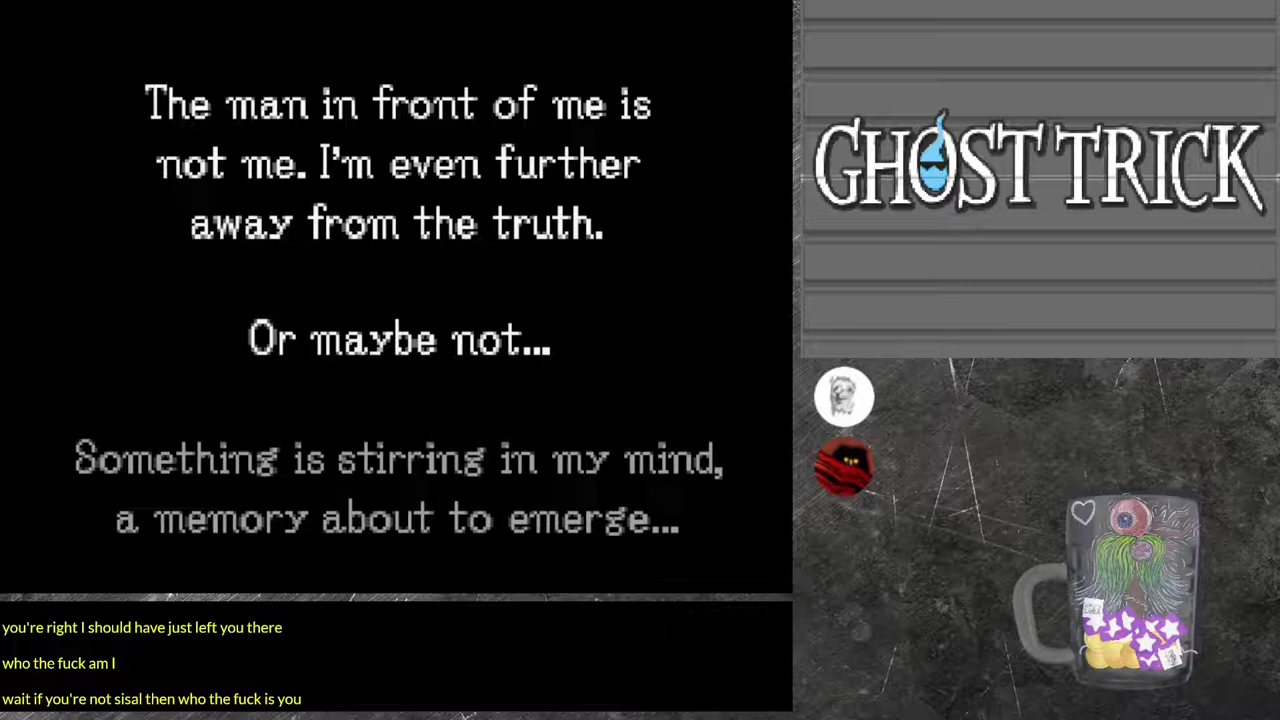 The man in front of me is
not me. I'm even further
away from the truth.
Or maybe not...
Something is stirring in my mind,
a memory about to emerge...
GHOST TRICK
you're right I should have just left you there
who the fuck am I
wait if you're not sisal then who the fuck is you